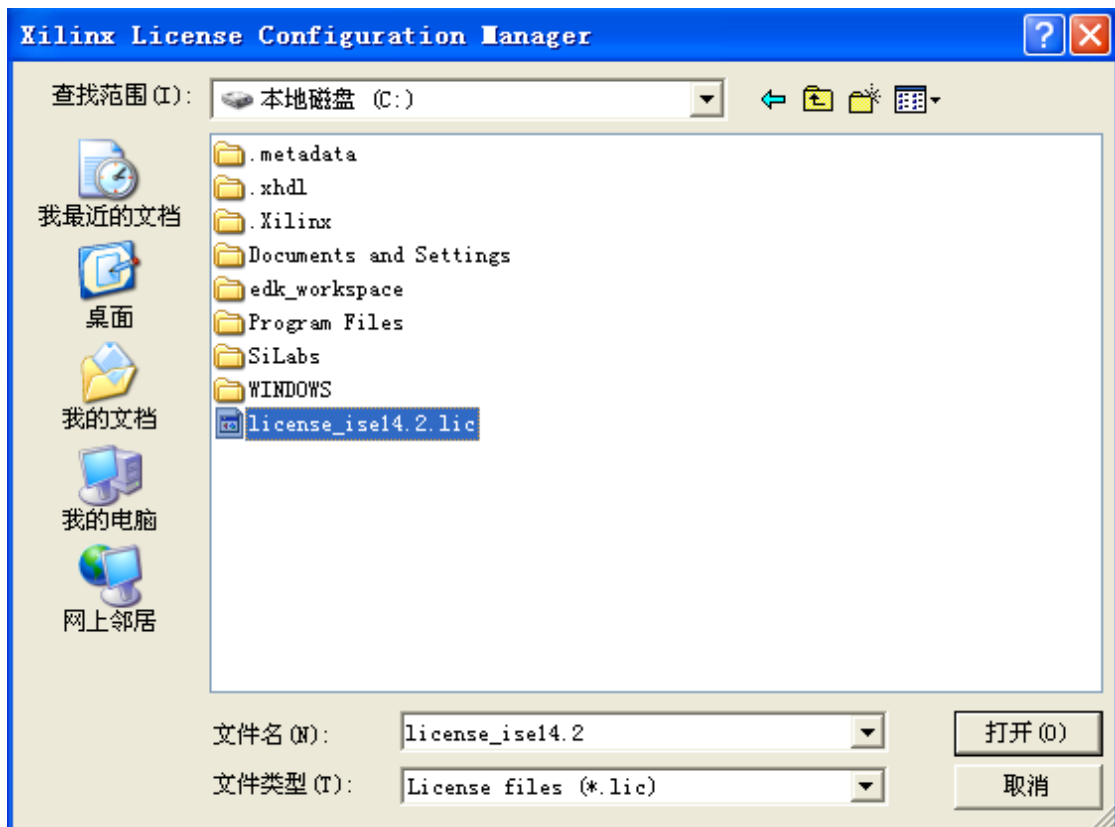 Xilinx License Configuration Manager
查找范围(I): 本地磁盘 (C:)
我最近的文档
桌面
我的文档
我的电脑
网上邻居
.metadata
.xhdl
.Xilinx
Documents and Settings
edk_workspace
Program Files
SiLabs
WINDOWS
license_ise14.2.lic
文件名(N): license_ise14.2 打开(O)
文件类型(T): License files (*.lic) 取消